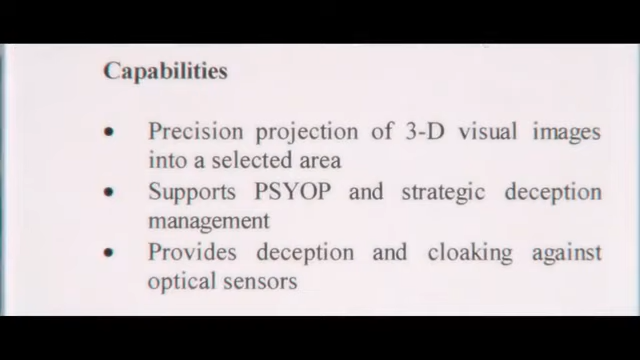 Capabilities
• Precision projection of 3-D visual images
into a selected area
• Supports PSYOP and strategic deception
management
• Provides deception and cloaking against
optical sensors